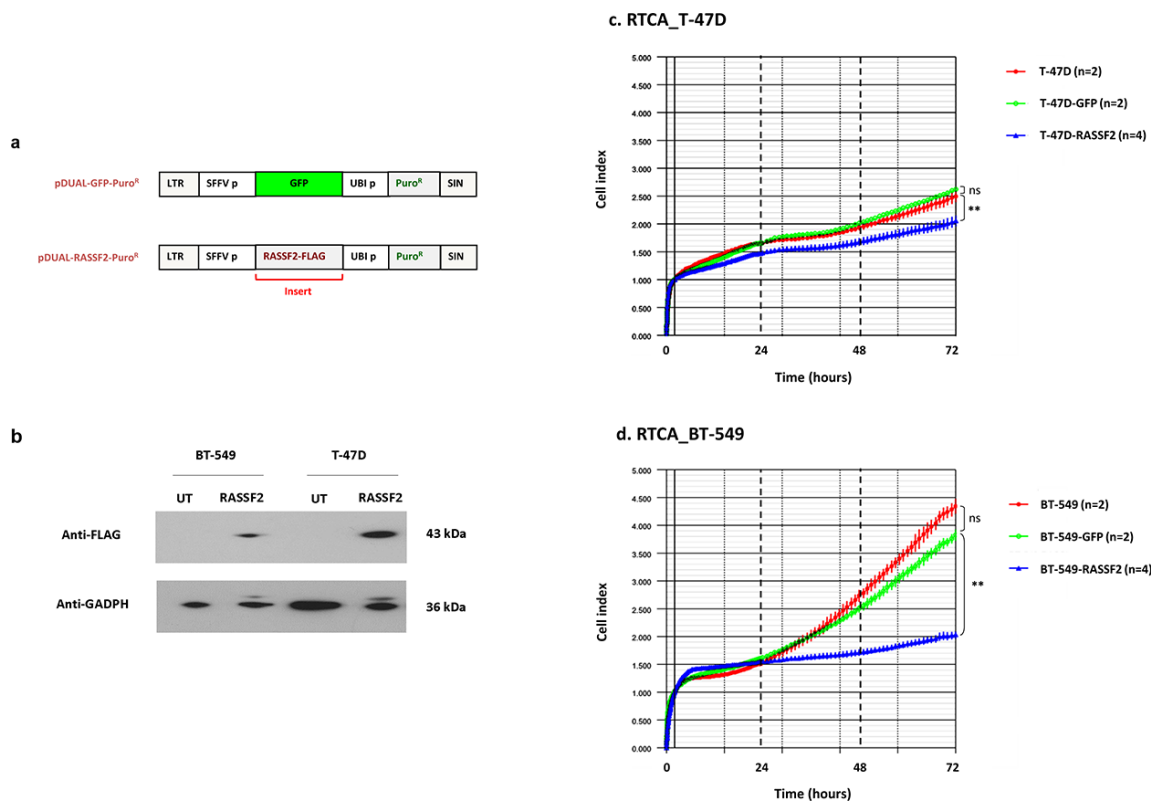 a
pDUAL-GFP-Puro^R
LTR SFFV p GFP UBI p Puro^R SIN
pDUAL-RASSF2-Puro^R
LTR SFFV p RASSF2-FLAG UBI p Puro^R SIN
Insert
b
BT-549 T-47D
UT RASSF2 UT RASSF2
Anti-FLAG 43 kDa
Anti-GADPH 36 kDa
c. RTCA_T-47D
Cell index
5.000
4.500
4.000
3.500
3.000
2.500
2.000
1.500
1.000
0.500
0.000
0 24 48 72
Time (hours)
ns
**
T-47D (n=2)
T-47D-GFP (n=2)
T-47D-RASSF2 (n=4)
d. RTCA_BT-549
Cell index
5.000
4.500
4.000
3.500
3.000
2.500
2.000
1.500
1.000
0.500
0.000
0 24 48 72
Time (hours)
ns
**
BT-549 (n=2)
BT-549-GFP (n=2)
BT-549-RASSF2 (n=4)